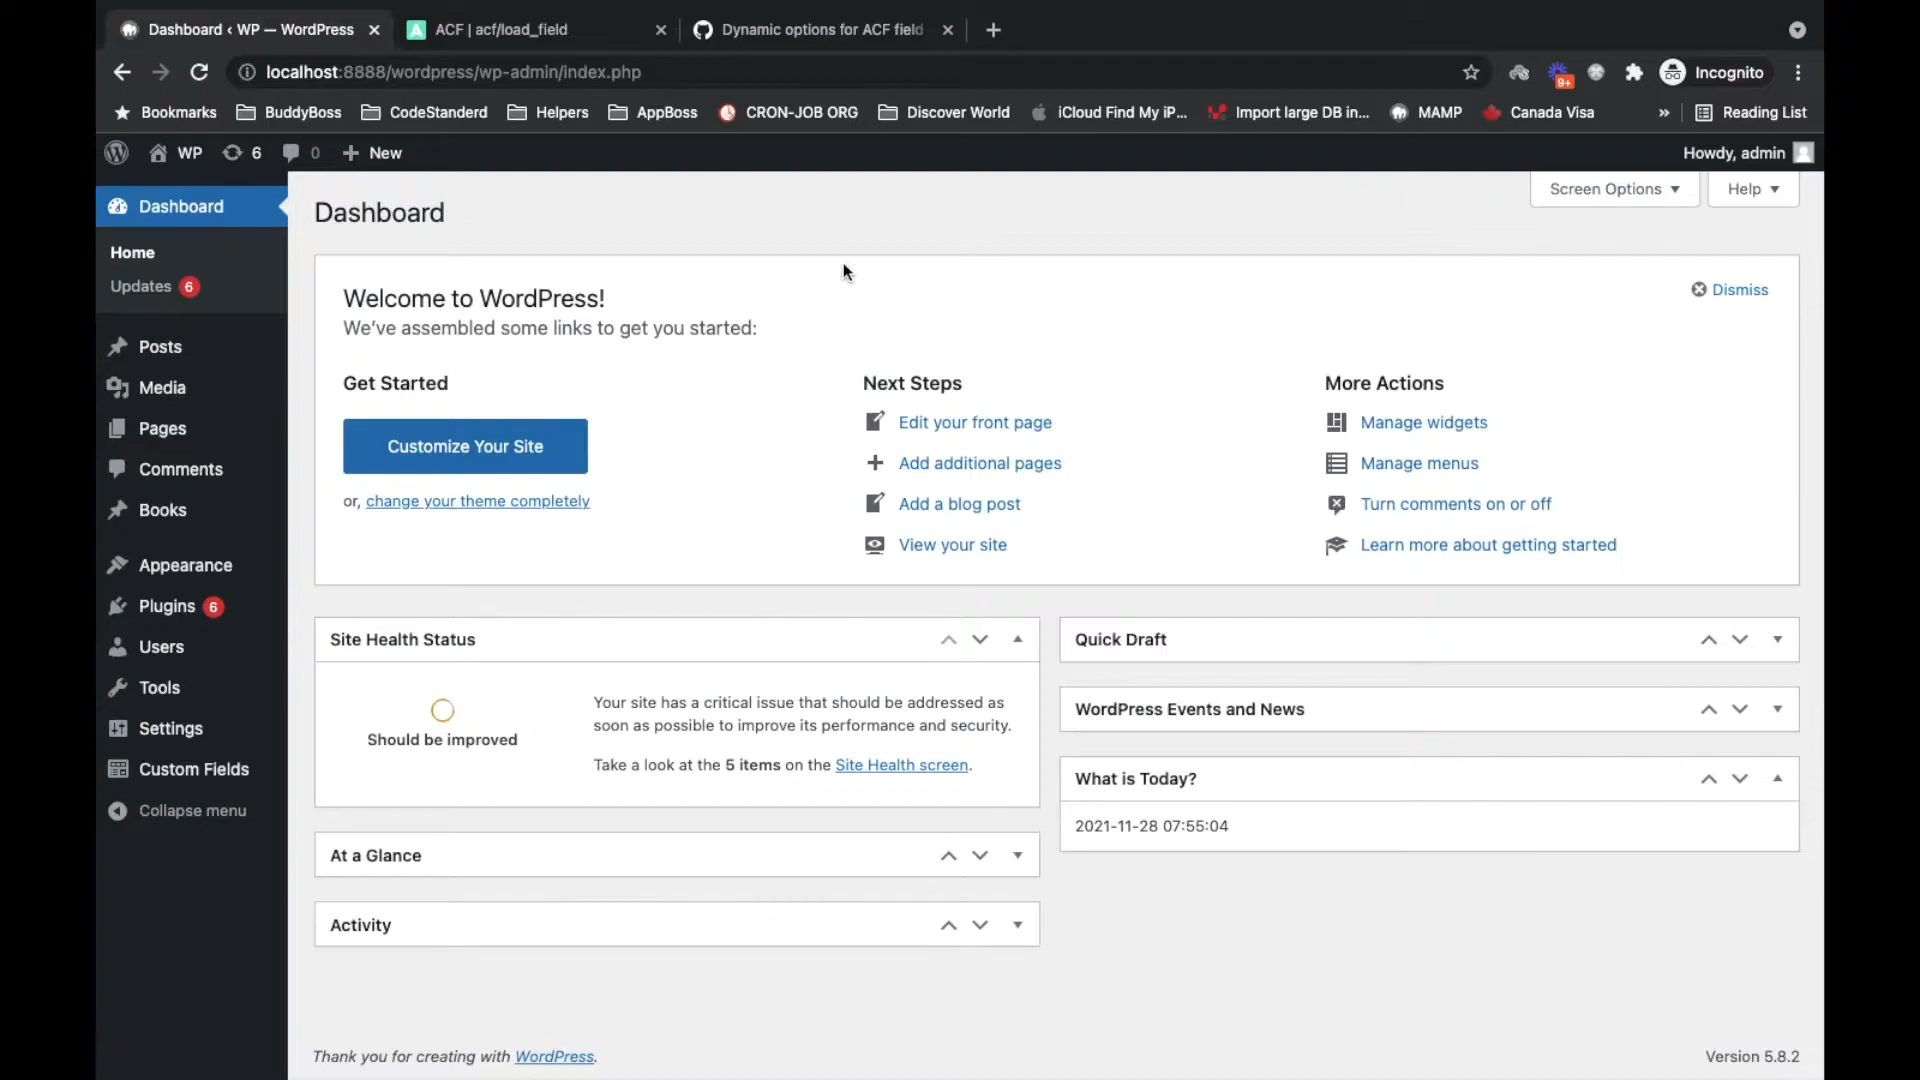 Dashboard ‹ WP — WordPress
ACF | acf/load_field
Dynamic options for ACF field
localhost:8888/wordpress/wp-admin/index.php
9+
Incognito
Bookmarks
BuddyBoss
CodeStanderd
Helpers
AppBoss
CRON-JOB ORG
Discover World
iCloud Find My iP...
Import large DB in...
MAMP
Canada Visa
»
Reading List
WP
6
0
+ New
Howdy, admin
Dashboard
Home
Updates 6
Posts
Media
Pages
Comments
Books
Appearance
Plugins 6
Users
Tools
Settings
Custom Fields
Collapse menu
Screen Options
Help
Dashboard
Welcome to WordPress!
We've assembled some links to get you started:
Dismiss
Get Started
Customize Your Site
or, change your theme completely
Next Steps
Edit your front page
Add additional pages
Add a blog post
View your site
More Actions
Manage widgets
Manage menus
Turn comments on or off
Learn more about getting started
Site Health Status
Should be improved
Your site has a critical issue that should be addressed as
soon as possible to improve its performance and security.
Take a look at the 5 items on the Site Health screen.
At a Glance
Activity
Quick Draft
WordPress Events and News
What is Today?
2021-11-28 07:55:04
Thank you for creating with WordPress.
Version 5.8.2